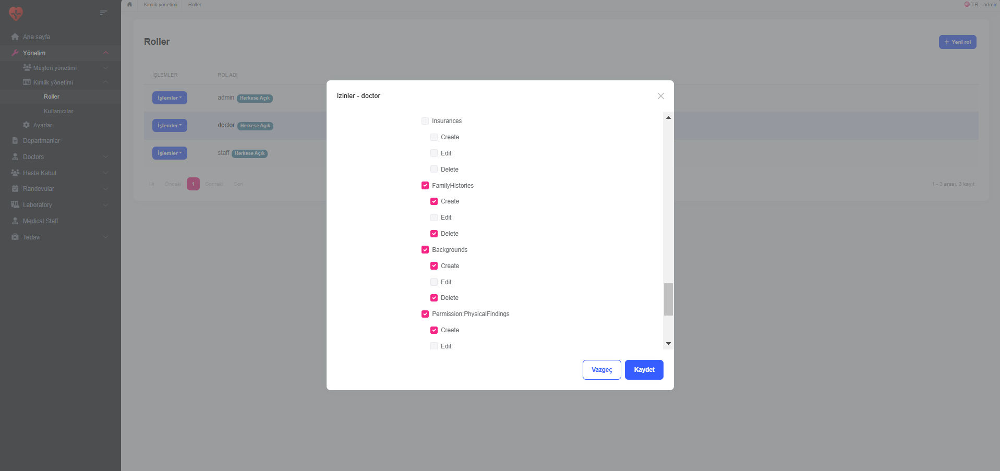 Kimlik yönetimi
Roller
TR
admin
Ana sayfa
Yönetim
Müşteri yönetimi
Kimlik yönetimi
Roller
Kullanıcılar
Ayarlar
Departmanlar
Doctors
Hasta Kabul
Randevular
Laboratory
Medical Staff
Tedavi
Roller
+ Yeni rol
İŞLEMLER
ROL ADI
İşlemler
admin Herkese Açık
İşlemler
doctor Herkese Açık
İşlemler
staff Herkese Açık
İlk Önceki 1 Sonraki Son
1 - 3 arası, 3 kayıt
İzinler - doctor
Insurances
Create
Edit
Delete
FamilyHistories
Create
Edit
Delete
Backgrounds
Create
Edit
Delete
Permission:PhysicalFindings
Create
Edit
Vazgeç
Kaydet